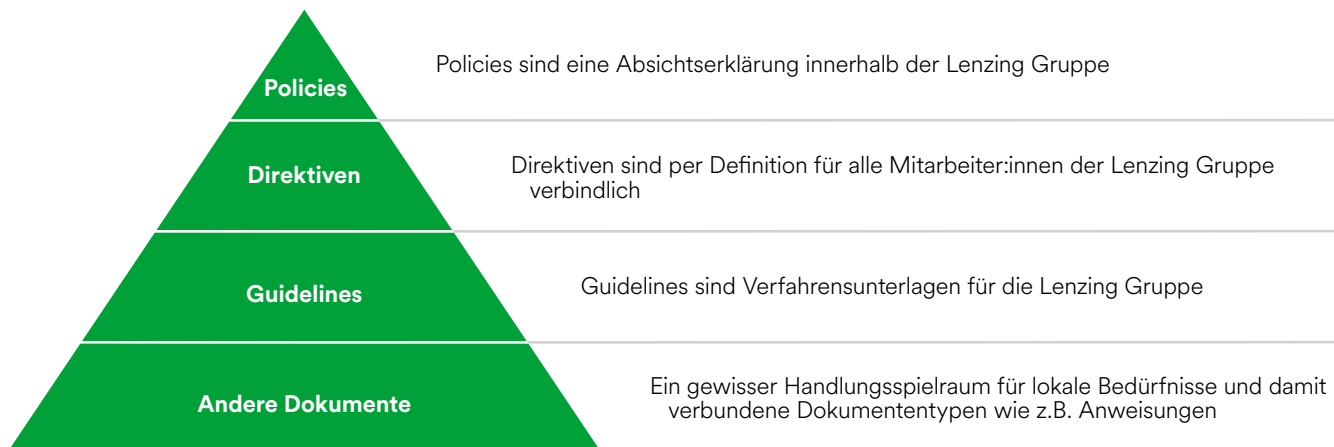 Policies
Policies sind eine Absichtserklärung innerhalb der Lenzing Gruppe
Direktiven
Direktiven sind per Definition für alle Mitarbeiter:innen der Lenzing Gruppe
verbindlich
Guidelines
Guidelines sind Verfahrensunterlagen für die Lenzing Gruppe
Andere Dokumente
Ein gewisser Handlungsspielraum für lokale Bedürfnisse und damit
verbundene Dokumententypen wie z.B. Anweisungen